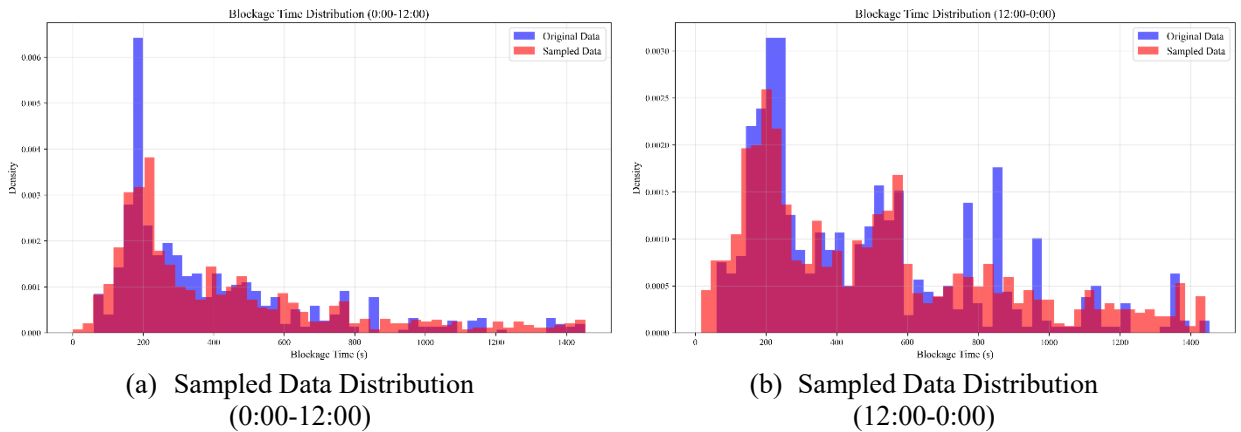 Blockage Time Distribution (0:00-12:00)
Original Data
Sampled Data
0.006
0.005
0.004
0.003
0.002
0.001
0.000
Density
0
200
400
600
800
1000
1200
1400
Blockage Time (s)
(a) Sampled Data Distribution
(0:00-12:00)
Blockage Time Distribution (12:00-0:00)
Original Data
Sampled Data
0.0030
0.0025
0.0020
0.0015
0.0010
0.0005
0.0000
Density
0
200
400
600
800
1000
1200
1400
Blockage Time (s)
(b) Sampled Data Distribution
(12:00-0:00)